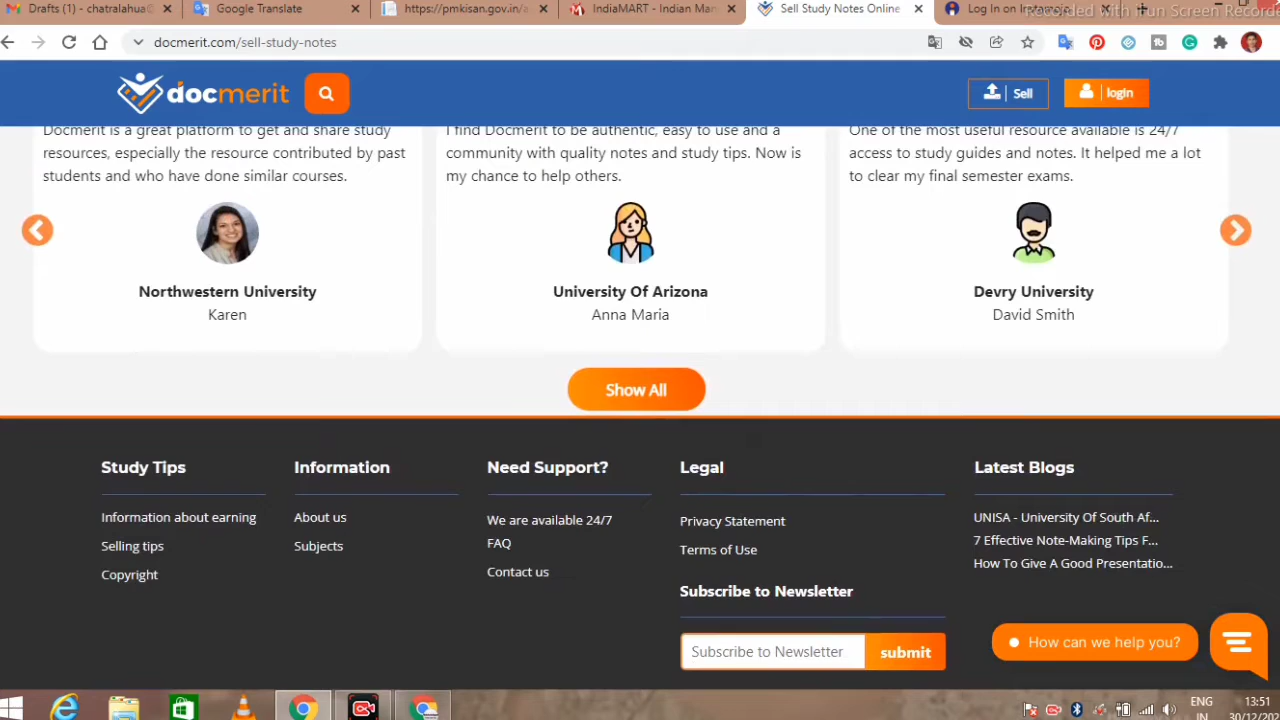 Drafts (1) - chatralahua@
Google Translate
https://pmkisan.gov.in/
IndiaMART - Indian Mar
Sell Study Notes Online
Log In on
Recorded with iTun Screen Recorde
docmerit.com/sell-study-notes
docmerit
Sell
login
Docmerit is a great platform to get and share study
resources, especially the resource contributed by past
students and who have done similar courses.
Northwestern University
Karen
I find Docmerit to be authentic, easy to use and a
community with quality notes and study tips. Now is
my chance to help others.
University Of Arizona
Anna Maria
One of the most useful resource available is 24/7
access to study guides and notes. It helped me a lot
to clear my final semester exams.
Devry University
David Smith
Show All
Study Tips
Information about earning
Selling tips
Copyright
Information
About us
Subjects
Need Support?
We are available 24/7
FAQ
Contact us
Legal
Privacy Statement
Terms of Use
Subscribe to Newsletter
Subscribe to Newsletter
submit
Latest Blogs
UNISA - University Of South Af...
7 Effective Note-Making Tips F...
How To Give A Good Presentatio...
How can we help you?
ENG
IN
13:51
30/12/202